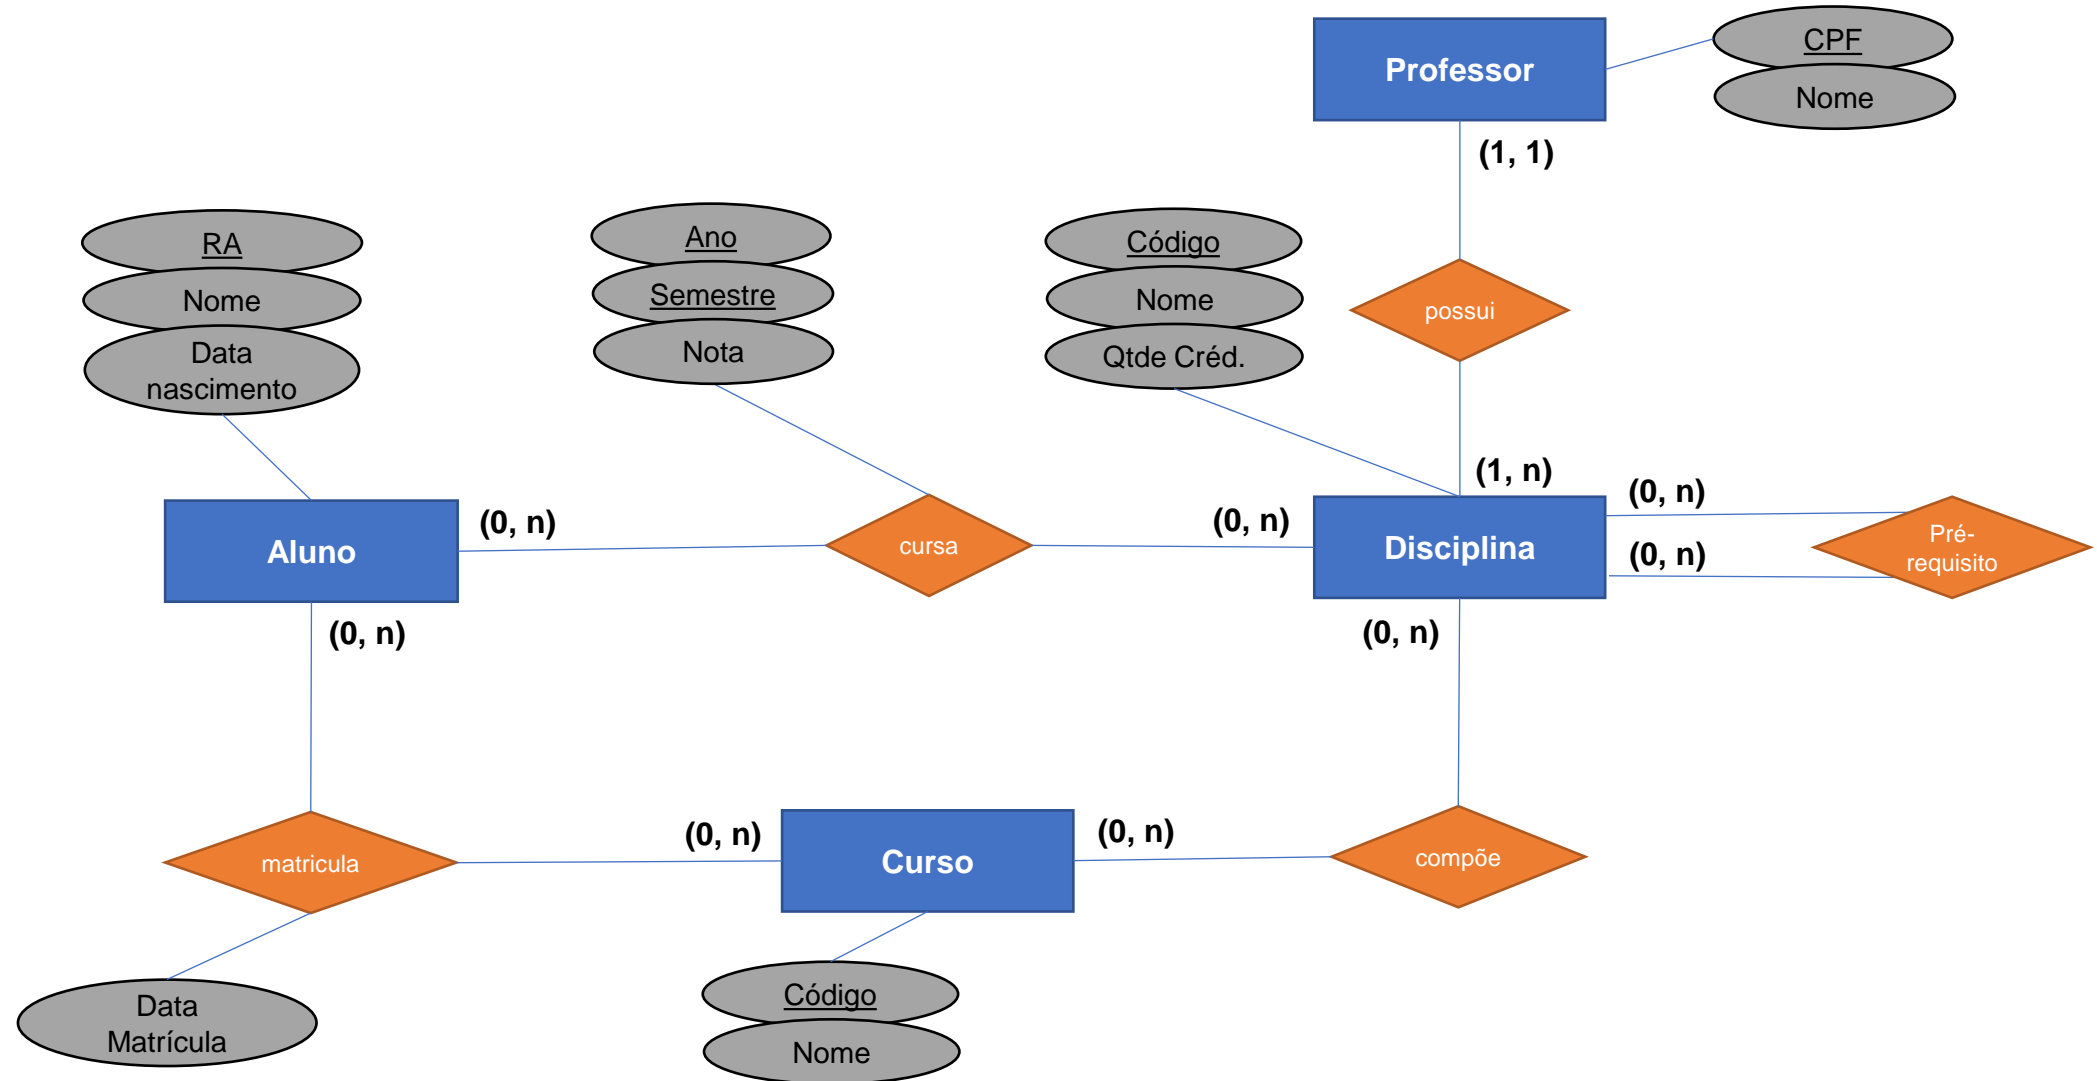 Professor
CPF
Nome
(1, 1)
RA
Nome
Data
nascimento
Ano
Semestre
Nota
Código
Nome
Qtde Créd.
possui
(1, n)
(0, n)
(0, n)
Aluno
(0, n)
cursa
(0, n)
Disciplina
Pré-
requisito
(0, n)
(0, n)
matricula
(0, n)
Curso
(0, n)
compõe
Data
Matrícula
Código
Nome